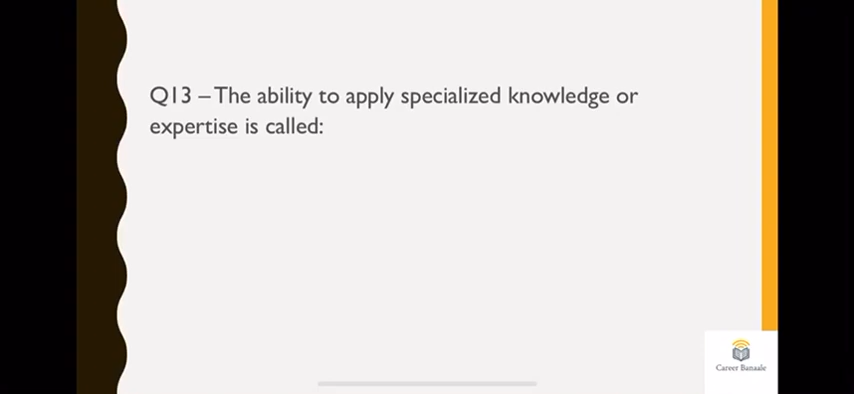 Q13 – The ability to apply specialized knowledge or
expertise is called:
Career Banaale